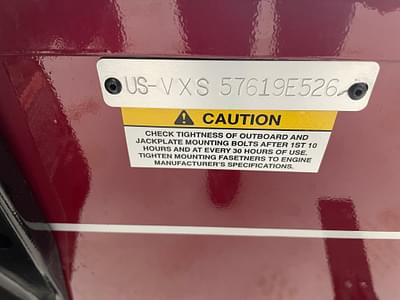 US-VXS 57619E526
CAUTION
CHECK TIGHTNESS OF OUTBOARD AND
JACKPLATE MOUNTING BOLTS AFTER 1ST 10
HOURS AND AT EVERY 30 HOURS OF USE.
TIGHTEN MOUNTING FASETNERS TO ENGINE
MANUFACTURER'S SPECIFICATIONS.